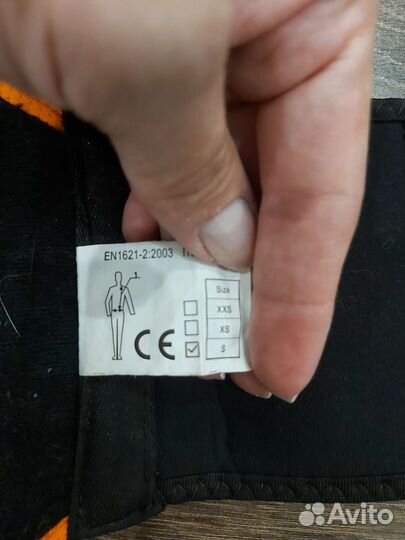 EN1621-2:2003
1
Size
XXS
XS
S
CE
Avito